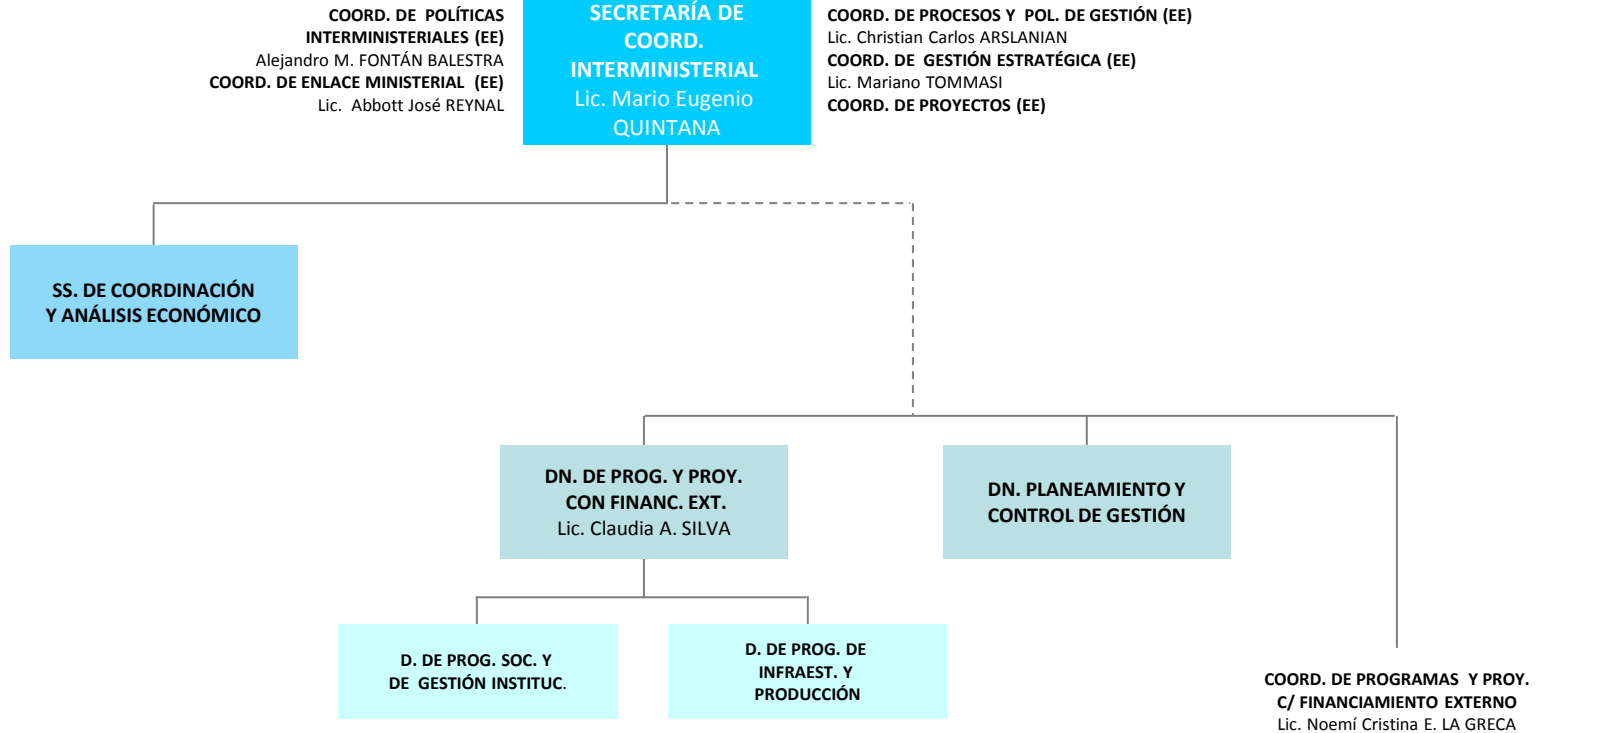 COORD. DE POLÍTICAS
INTERMINISTERIALES (EE)
Alejandro M. FONTÁN BALESTRA
COORD. DE ENLACE MINISTERIAL (EE)
Lic. Abbott José REYNAL
SECRETARÍA DE
COORD.
INTERMINISTERIAL
Lic. Mario Eugenio
QUINTANA
COORD. DE PROCESOS Y POL. DE GESTIÓN (EE)
Lic. Christian Carlos ARSLANIAN
COORD. DE GESTIÓN ESTRATÉGICA (EE)
Lic. Mariano TOMMASI
COORD. DE PROYECTOS (EE)
SS. DE COORDINACIÓN
Y ANÁLISIS ECONÓMICO
DN. DE PROG. Y PROY.
CON FINANC. EXT.
Lic. Claudia A. SILVA
DN. PLANEAMIENTO Y
CONTROL DE GESTIÓN
D. DE PROG. SOC. Y
DE GESTIÓN INSTITUC.
D. DE PROG. DE
INFRAEST. Y
PRODUCCIÓN
COORD. DE PROGRAMAS Y PROY.
C/ FINANCIAMIENTO EXTERNO
Lic. Noemí Cristina E. LA GRECA